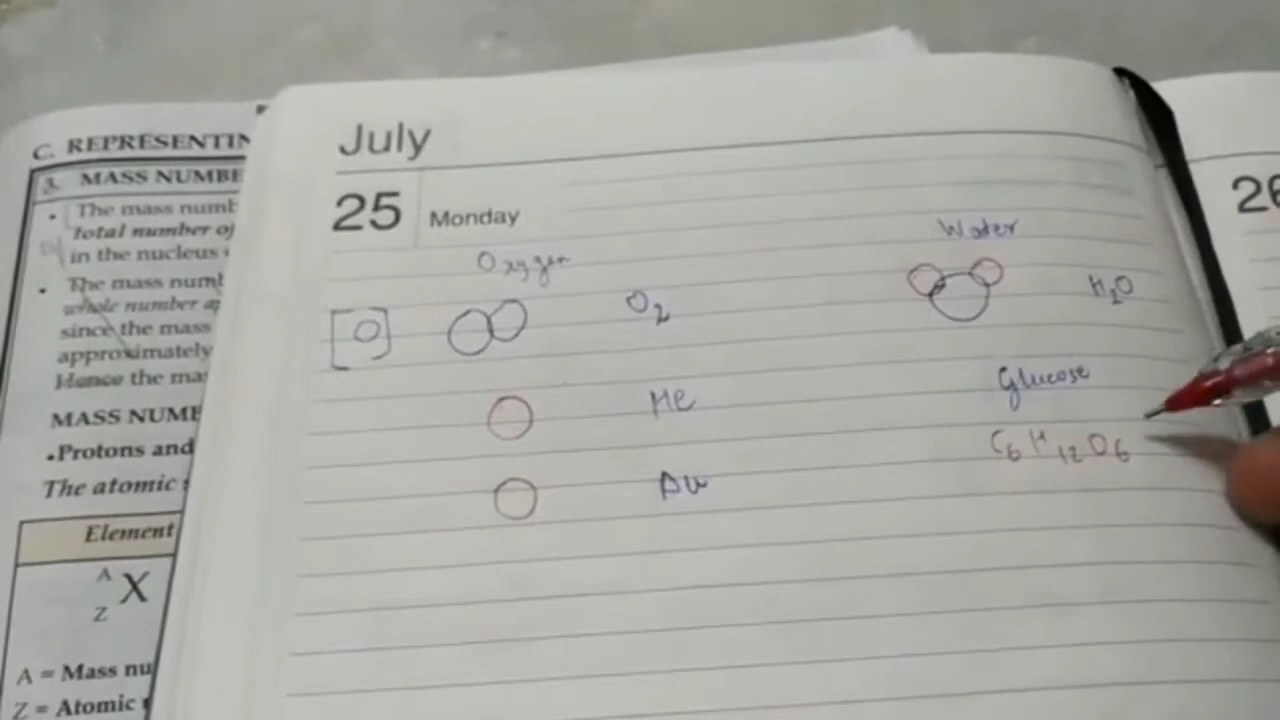 C. REPRESENTIN
3. MASS NUMBE
• The mass numb
total number of
in the nucleus
• The mass numb
whole number a
since the mass
approximately
Hence the ma
MASS NUME
•Protons and
The atomic
Element
A
X
Z
A = Mass nu
Z = Atomic
July
25 Monday
Oxygen
O
O2
He
Au
Water
H2O
Glucose
C6H12O6
26